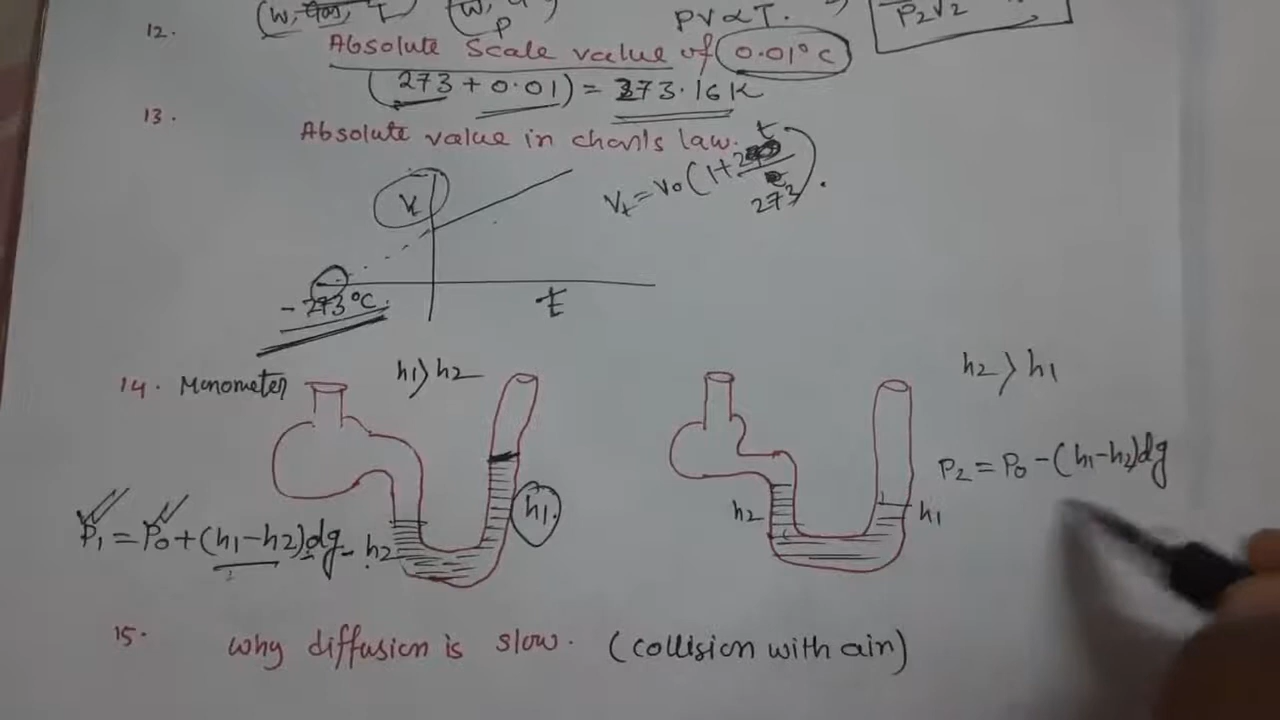 PV∝T.
P2V2
12.
Absolute scale value of 0.01°C
(273 + 0.01) = 273.16K
13.
Absolute value in charl's law.
Vt = V0 (1+ t
273).
- 273°C.
t
14. Manometer
h1 > h2
h2 > h1
P1 = P0 + (h1 - h2)dg
h2
h1.
h2
h1
P2 = P0 - (h1 - h2)dg
15. why diffusion is slow. (collision with air)